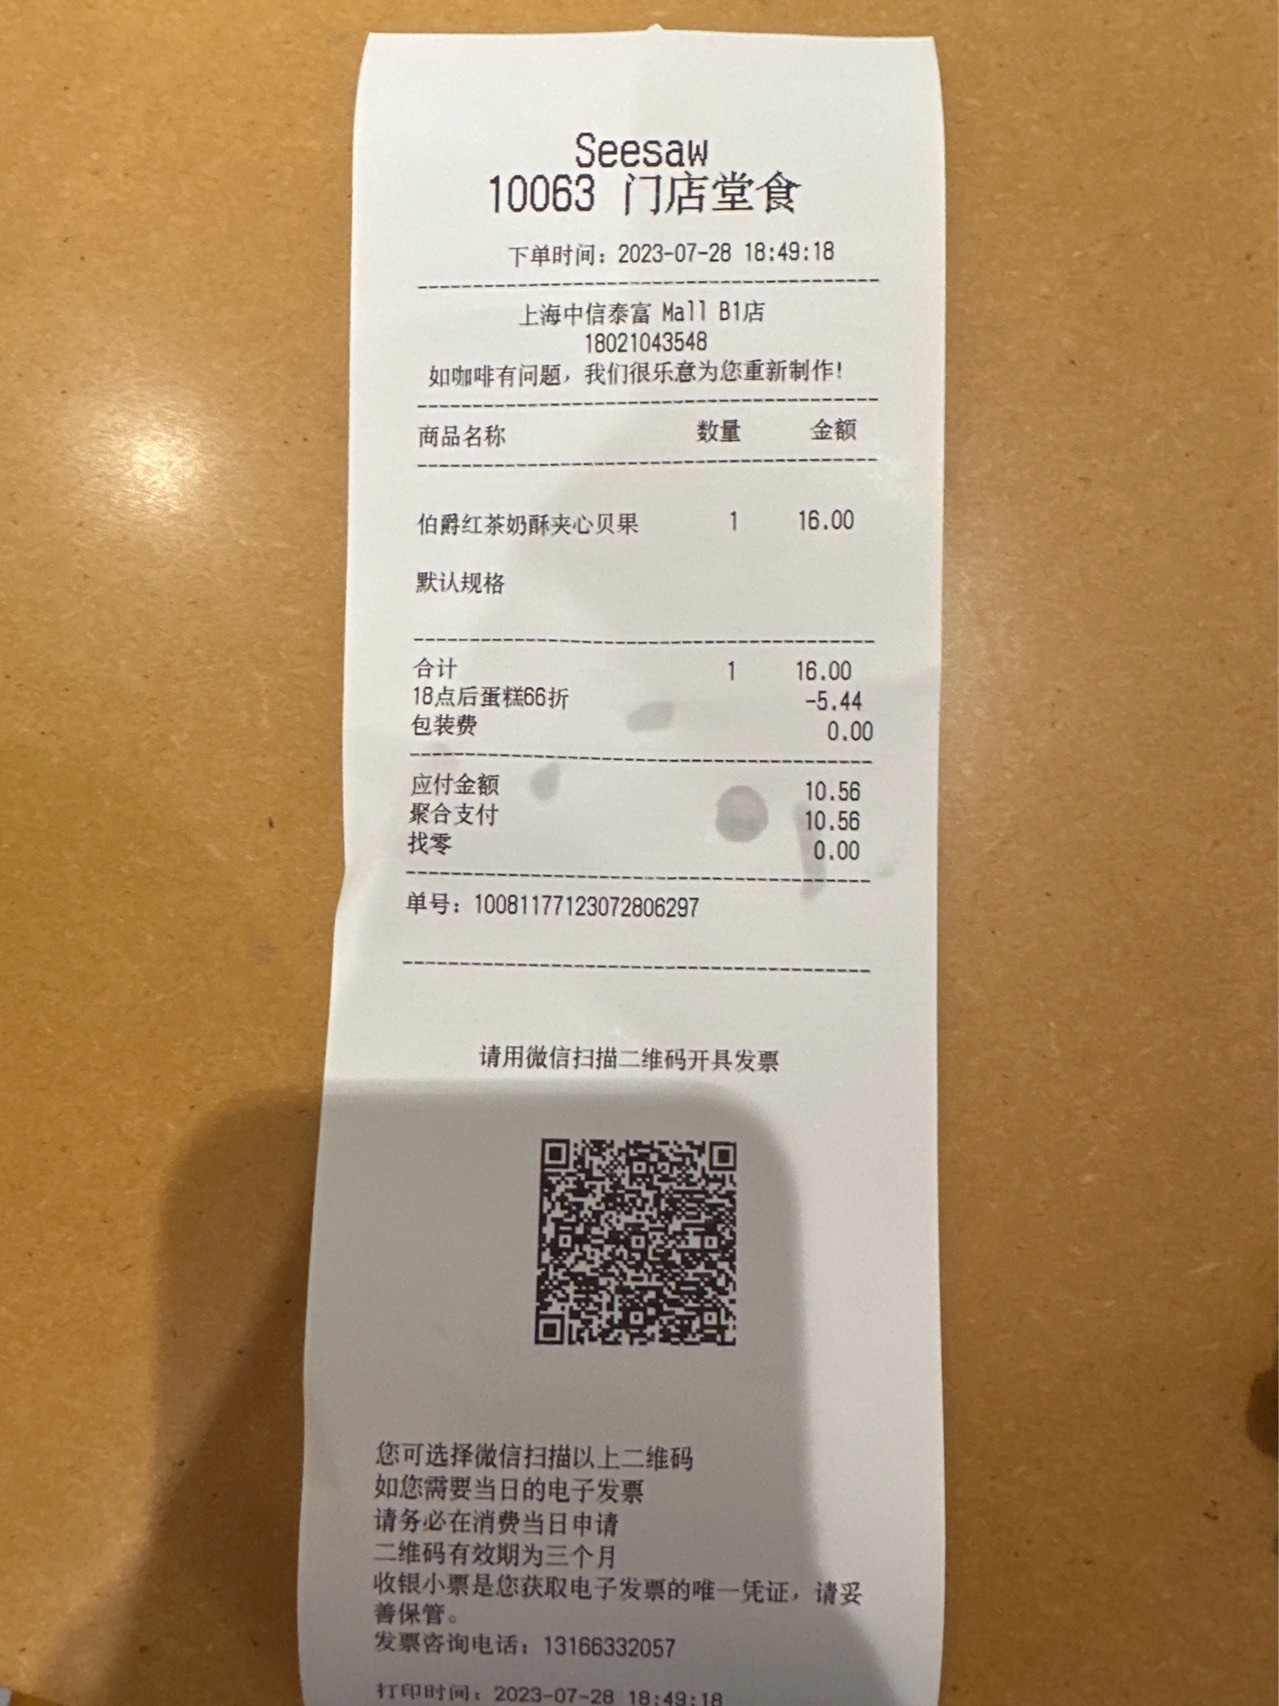 Seesaw
10063 门店堂食
下单时间：2023-07-28 18:49:18
上海中信泰富 Mall B1店
18021043548
如咖啡有问题，我们很乐意为您重新制作！
商品名称 数量 金额
伯爵红茶奶酥夹心贝果 1 16.00
默认规格
合计 1 16.00
18点后蛋糕66折 -5.44
包装费 0.00
应付金额 10.56
聚合支付 10.56
找零 0.00
单号：10081177123072806297
请用微信扫描二维码开具发票
您可选择微信扫描以上二维码
如您需要当日的电子发票
请务必在消费当日申请
二维码有效期为三个月
收银小票是您获取电子发票的唯一凭证，请妥
善保管。
发票咨询电话：13166332057
打印时间：2023-07-28 18:49:18